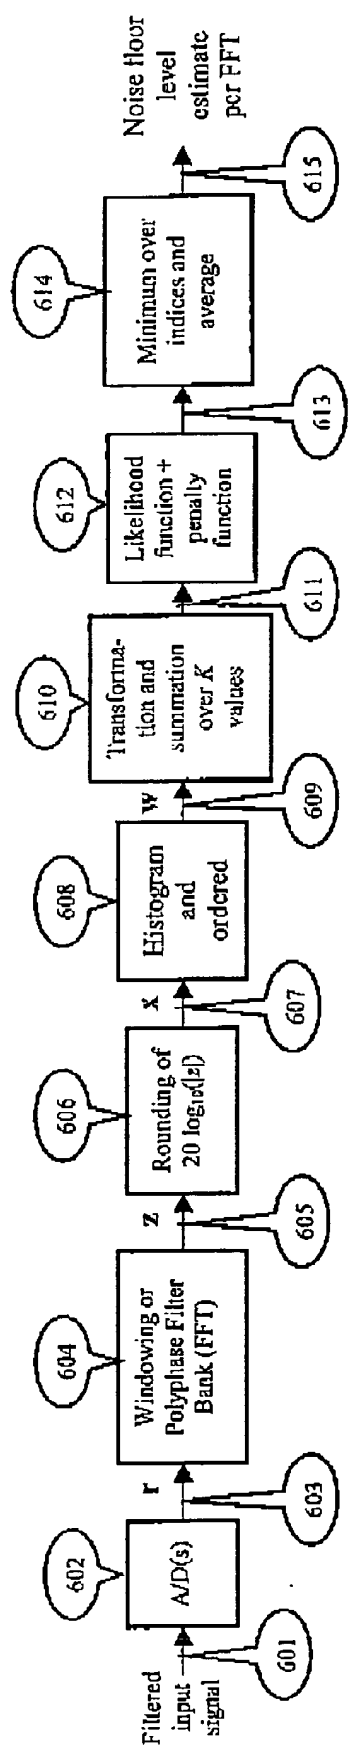 Filtered
input
signal
601
602
A/D(s)
r
603
604
Windowing or
Polyphase Filter
Bank (FFT)
z
605
606
Rounding of
20 log10(|z|)
x
607
608
Histogram
and
ordered
w
609
610
Transforma-
tion and
summation
over K
values
611
612
Likelihood
function +
penalty
function
613
614
Minimum over
indices and
average
615
Noise floor
level
estimate
per FFT